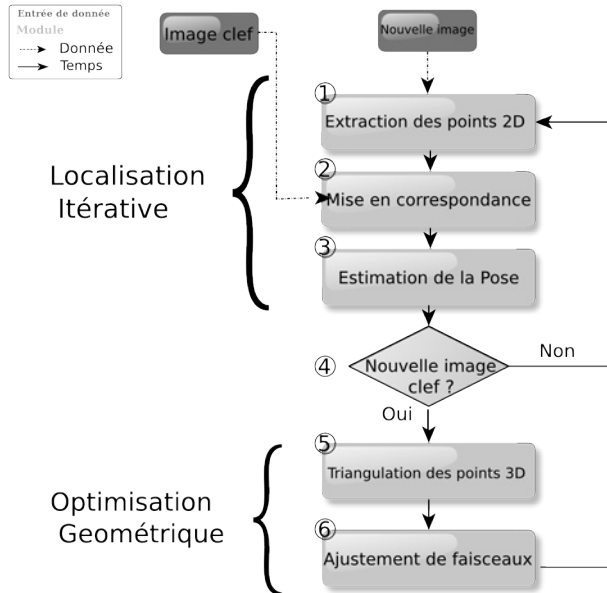 Entrée de donnée
Module
Donnée
Temps
Image clef
Nouvelle image
1
Extraction des points 2D
2
Mise en correspondance
Localisation
Itérative
3
Estimation de la Pose
4
Nouvelle image
clef ?
Non
Oui
5
Triangulation des points 3D
Optimisation
Geométrique
6
Ajustement de faisceaux